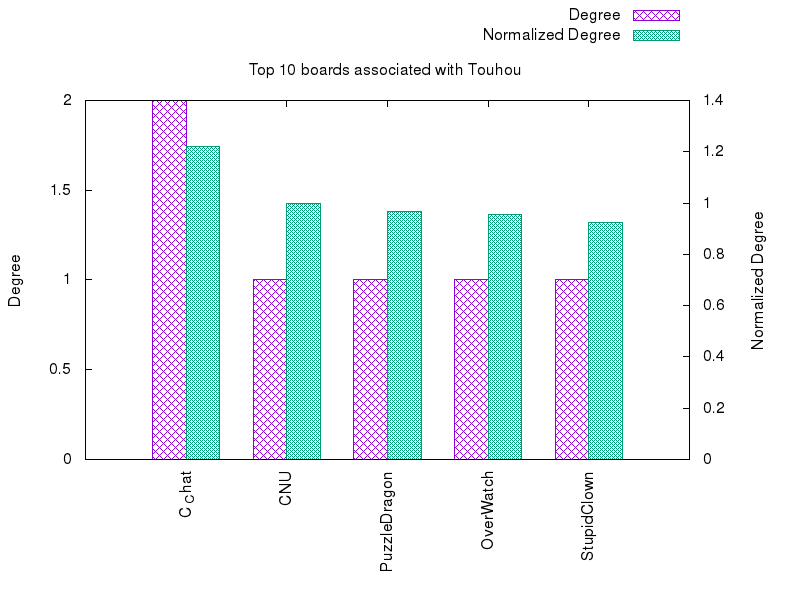 Degree
Normalized Degree
Top 10 boards associated with Touhou
2
1.5
1
0.5
0
1.4
1.2
1
0.8
0.6
0.4
0.2
0
Degree
Normalized Degree
C_Chat
CNU
PuzzleDragon
OverWatch
StupidClown